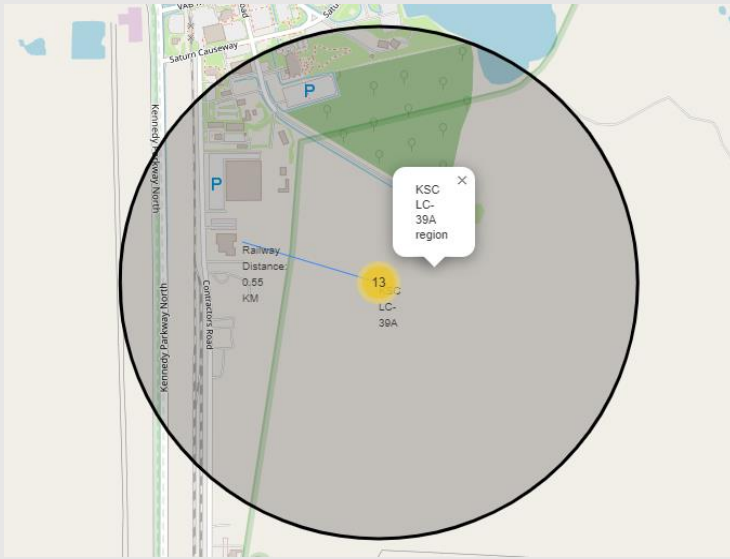 Saturn Causeway
P
Kennedy Parkway North
P
×
KSC
LC-
39A
region
Railway
Distance:
0.55
KM
13
KSC
LC-
39A
Contractors Road
Kennedy Parkway North